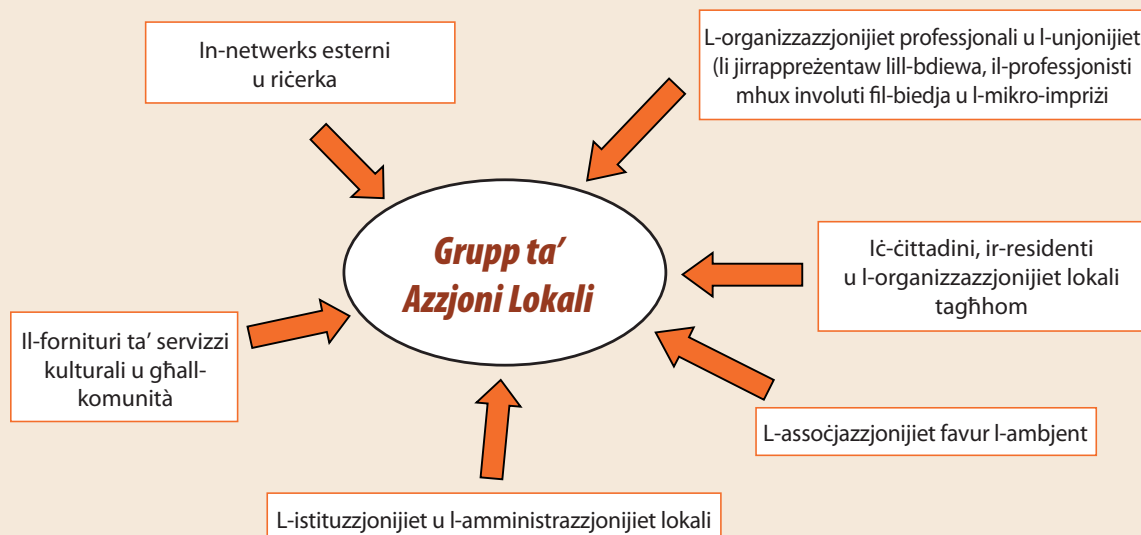 In-netwerks esterni
u riċerka
L-organizzazzjonijiet professjonali u l-unjonijiet
(li jirrappreżentaw lill-bdiewa, il-professjonisti
mhux involuti fil-biedja u l-mikro-impriżi
Grupp ta’
Azzjoni Lokali
Iċ-ċittadini, ir-residenti
u l-organizzazzjonijiet lokali
tagħhom
Il-fornituri ta’ servizzi
kulturali u għall-
komunità
L-assoċjazzjonijiet favur l-ambjent
L-istituzzjonijiet u l-amministrazzjonijiet lokali